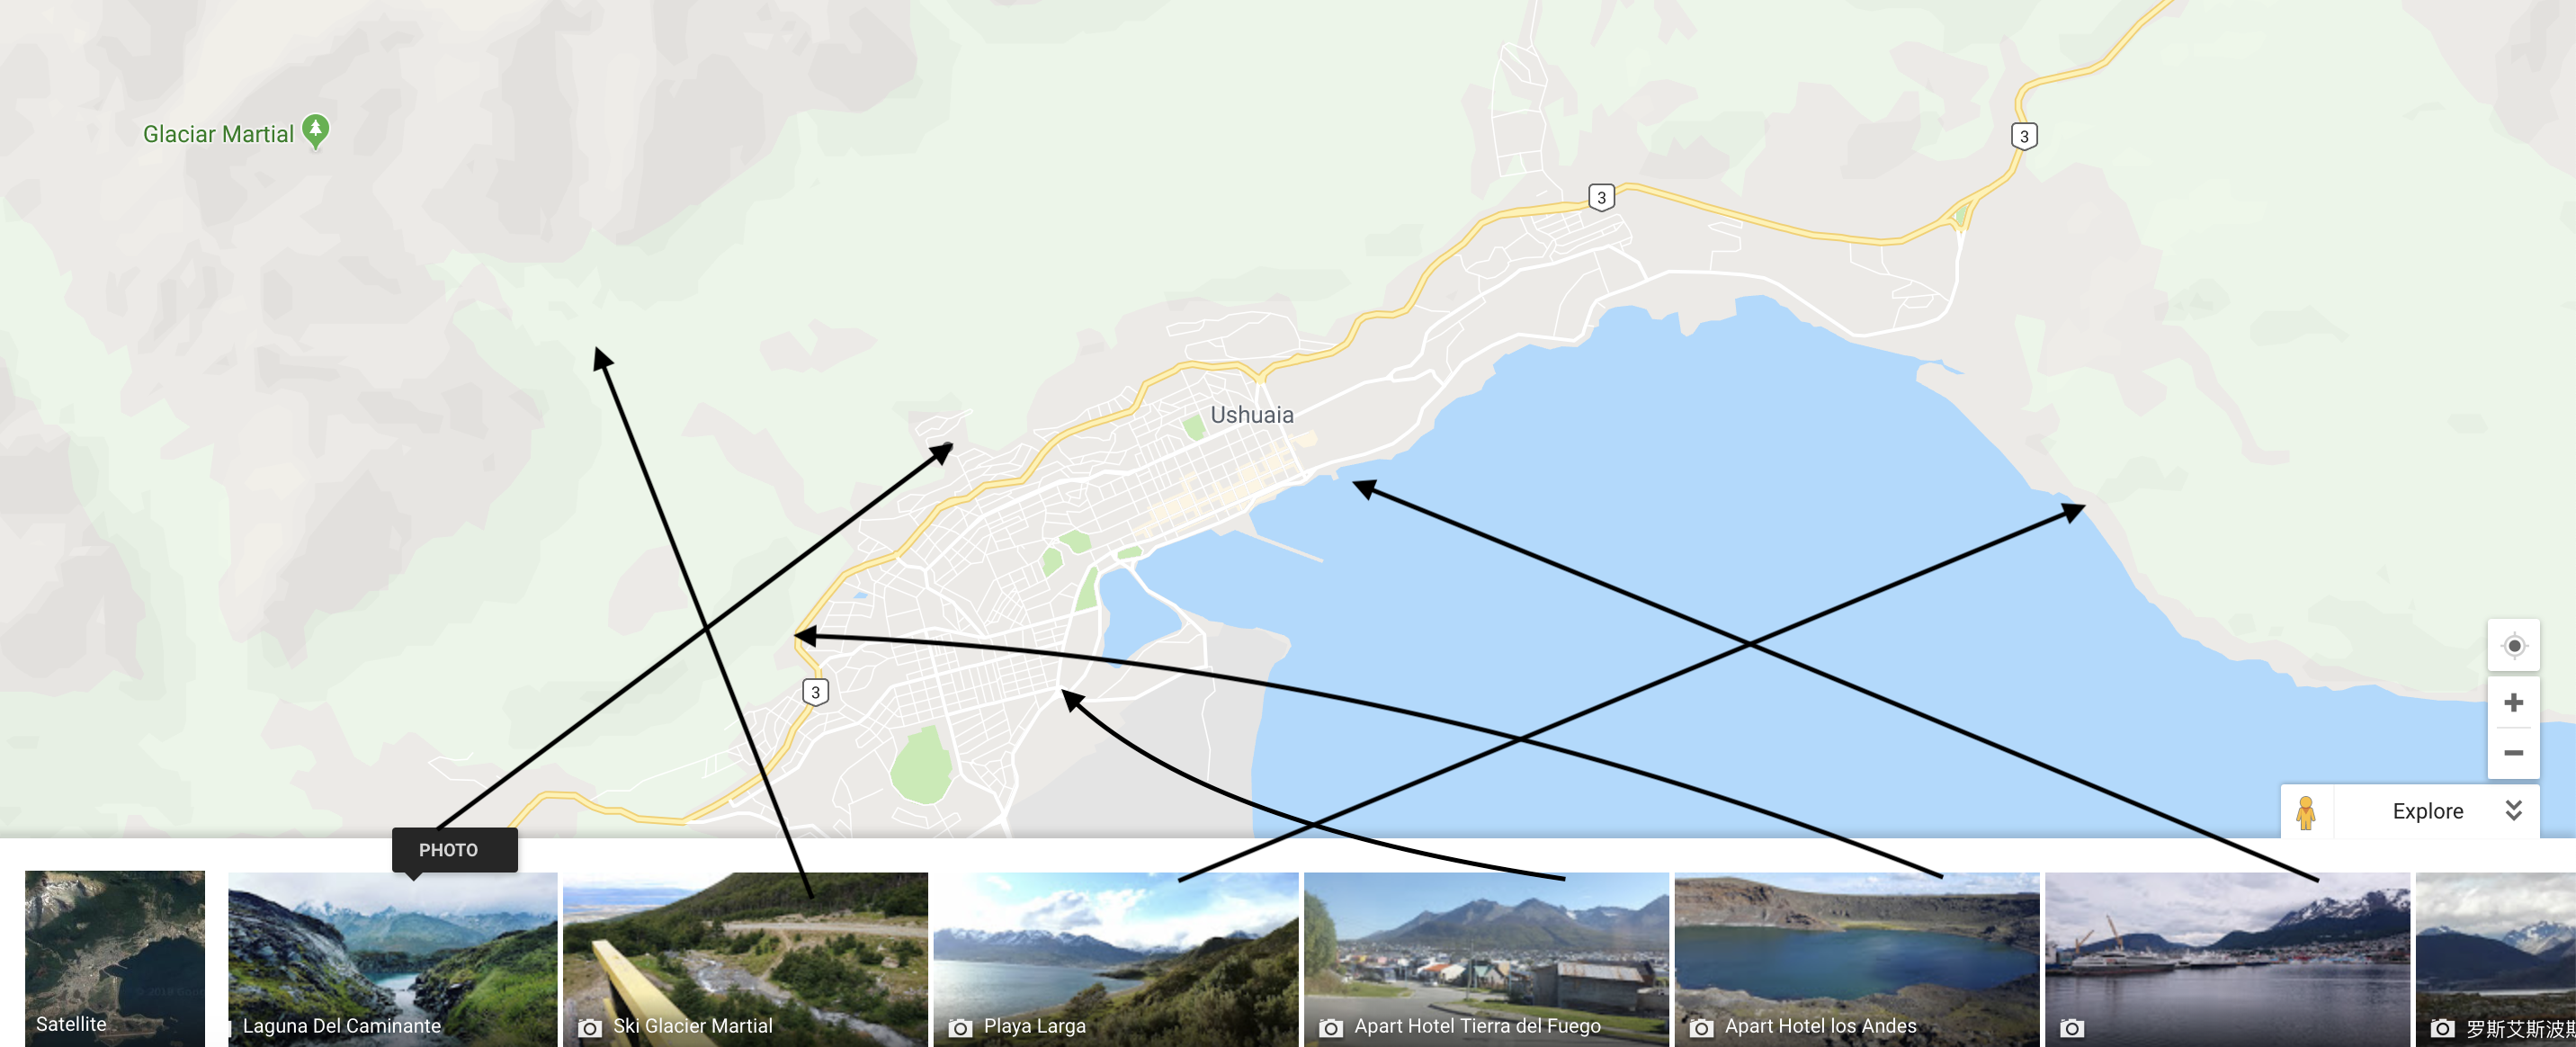 Glaciar Martial
3
3
Ushuaia
3
Explore
PHOTO
Satellite
Laguna Del Caminante
Ski Glacier Martial
Playa Larga
Apart Hotel Tierra del Fuego
Apart Hotel los Andes
罗斯艾斯波斯